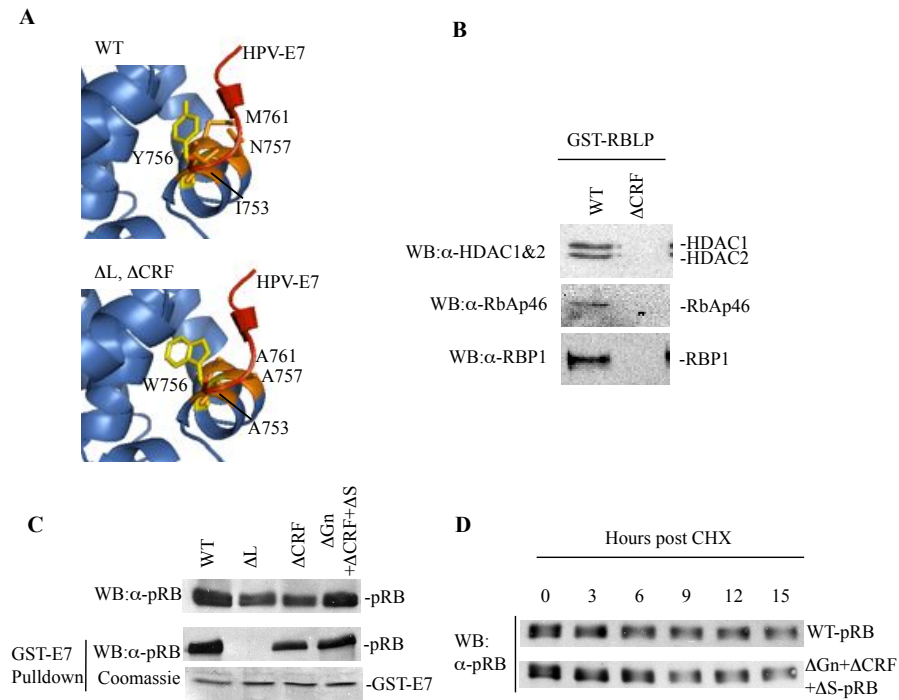 A
WT
HPV-E7
M761
N757
Y756
I753
ΔL, ΔCRF
HPV-E7
A761
A757
W756
A753
B
GST-RBLP
WT
ΔCRF
WB:α-HDAC1&2
-HDAC1
-HDAC2
WB:α-RbAp46
-RbAp46
WB:α-RBP1
-RBP1
C
WT
ΔL
ΔCRF
ΔGn
+ΔCRF+ΔS
WB:α-pRB
-pRB
GST-E7
Pulldown
WB:α-pRB
-pRB
Coomassie
-GST-E7
D
Hours post CHX
0 3 6 9 12 15
WB:
α-pRB
WT-pRB
ΔGn+ΔCRF
+ΔS-pRB